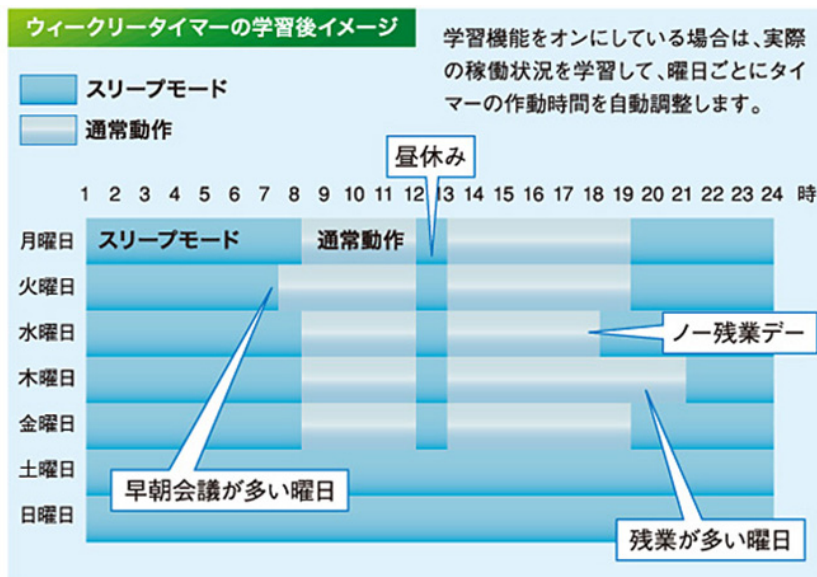 ウィークリータイマーの学習後イメージ
学習機能をオンにしている場合は、実際
の稼働状況を学習して、曜日ごとにタイ
マーの作動時間を自動調整します。
スリープモード
通常動作
昼休み
1 2 3 4 5 6 7 8 9 10 11 12 13 14 15 16 17 18 19 20 21 22 23 24 時
月曜日 スリープモード 通常動作
火曜日
水曜日
ノー残業デー
木曜日
金曜日
土曜日
早朝会議が多い曜日
日曜日
残業が多い曜日